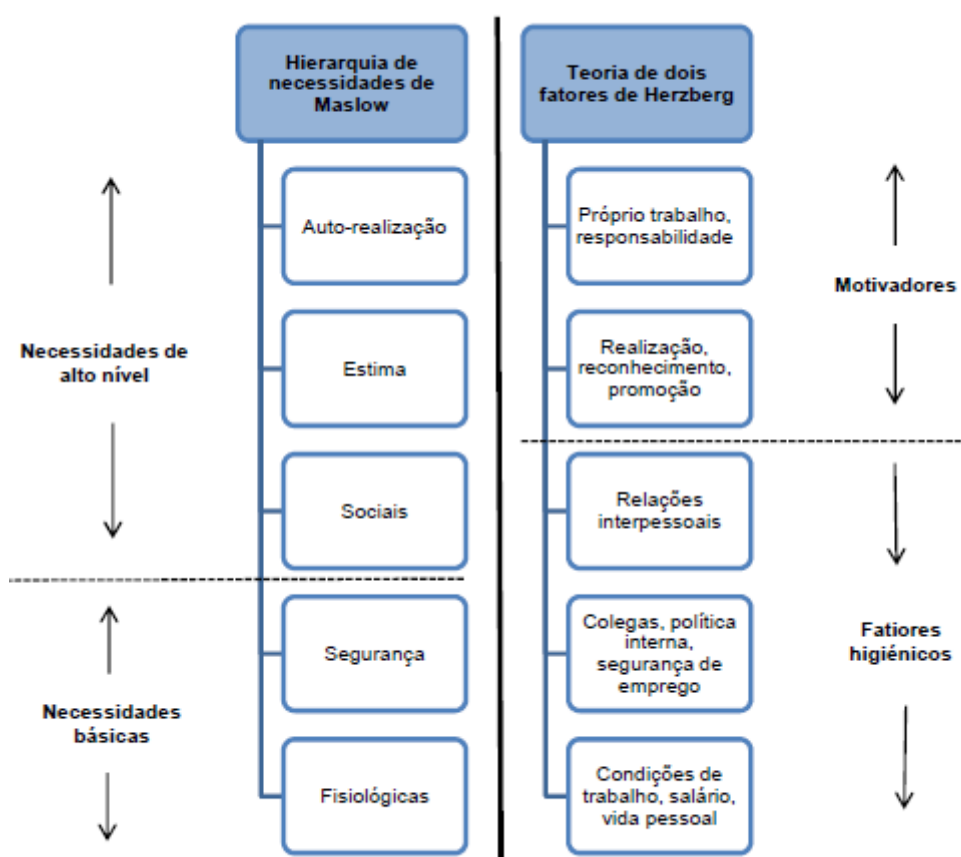 Hierarquia de
necessidades de
Maslow
Teoria de dois
fatores de Herzberg
Auto-realização
Próprio trabalho,
responsabilidade
Motivadores
Necessidades de
alto nível
Estima
Realização,
reconhecimento,
promoção
Sociais
Relações
interpessoais
Segurança
Colegas, política
interna,
segurança de
emprego
Fatiores
higiénicos
Necessidades
básicas
Fisiológicas
Condições de
trabalho, salário,
vida pessoal